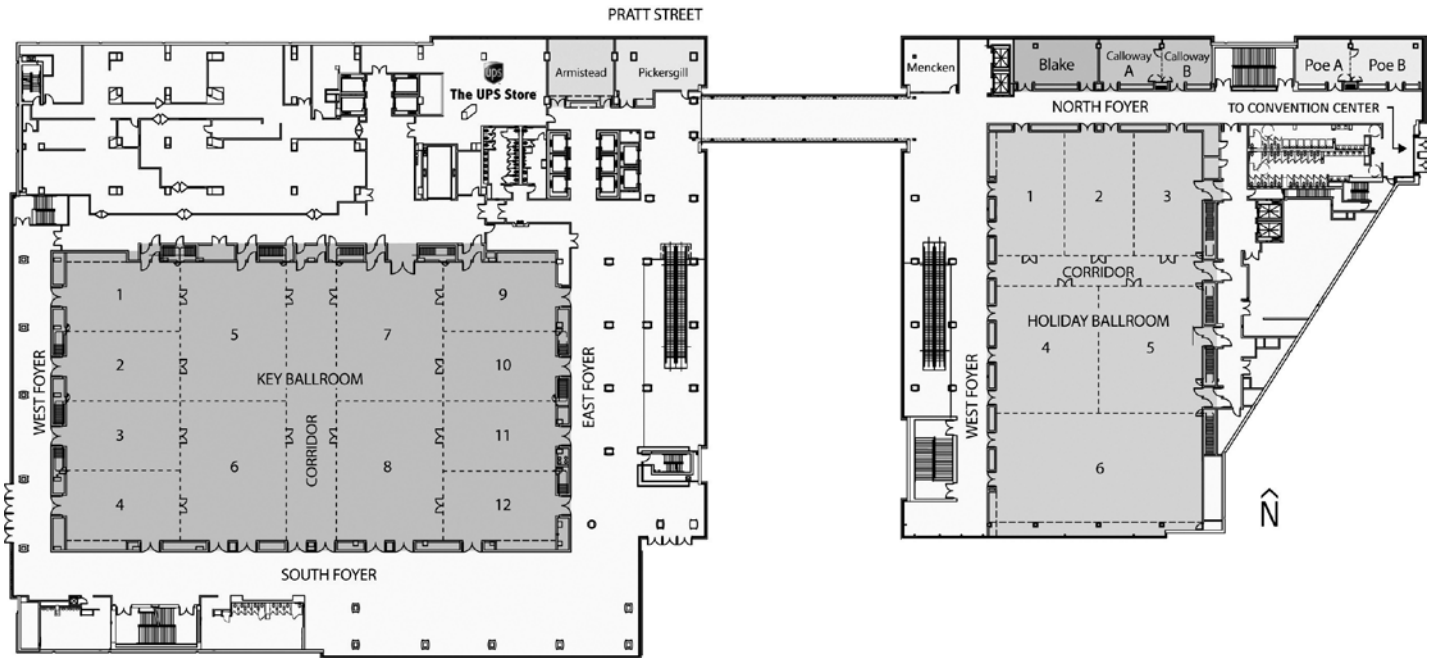 PRATT STREET
ups
The UPS Store
Armistead
Pickersgill
Mencken
Blake
Calloway
A
Calloway
B
Poe A
Poe B
NORTH FOYER
TO CONVENTION CENTER
1
2
3
CORRIDOR
HOLIDAY BALLROOM
4
5
6
WEST FOYER
N
1
2
3
4
5
6
KEY BALLROOM
CORRIDOR
7
8
9
10
11
12
WEST FOYER
EAST FOYER
SOUTH FOYER